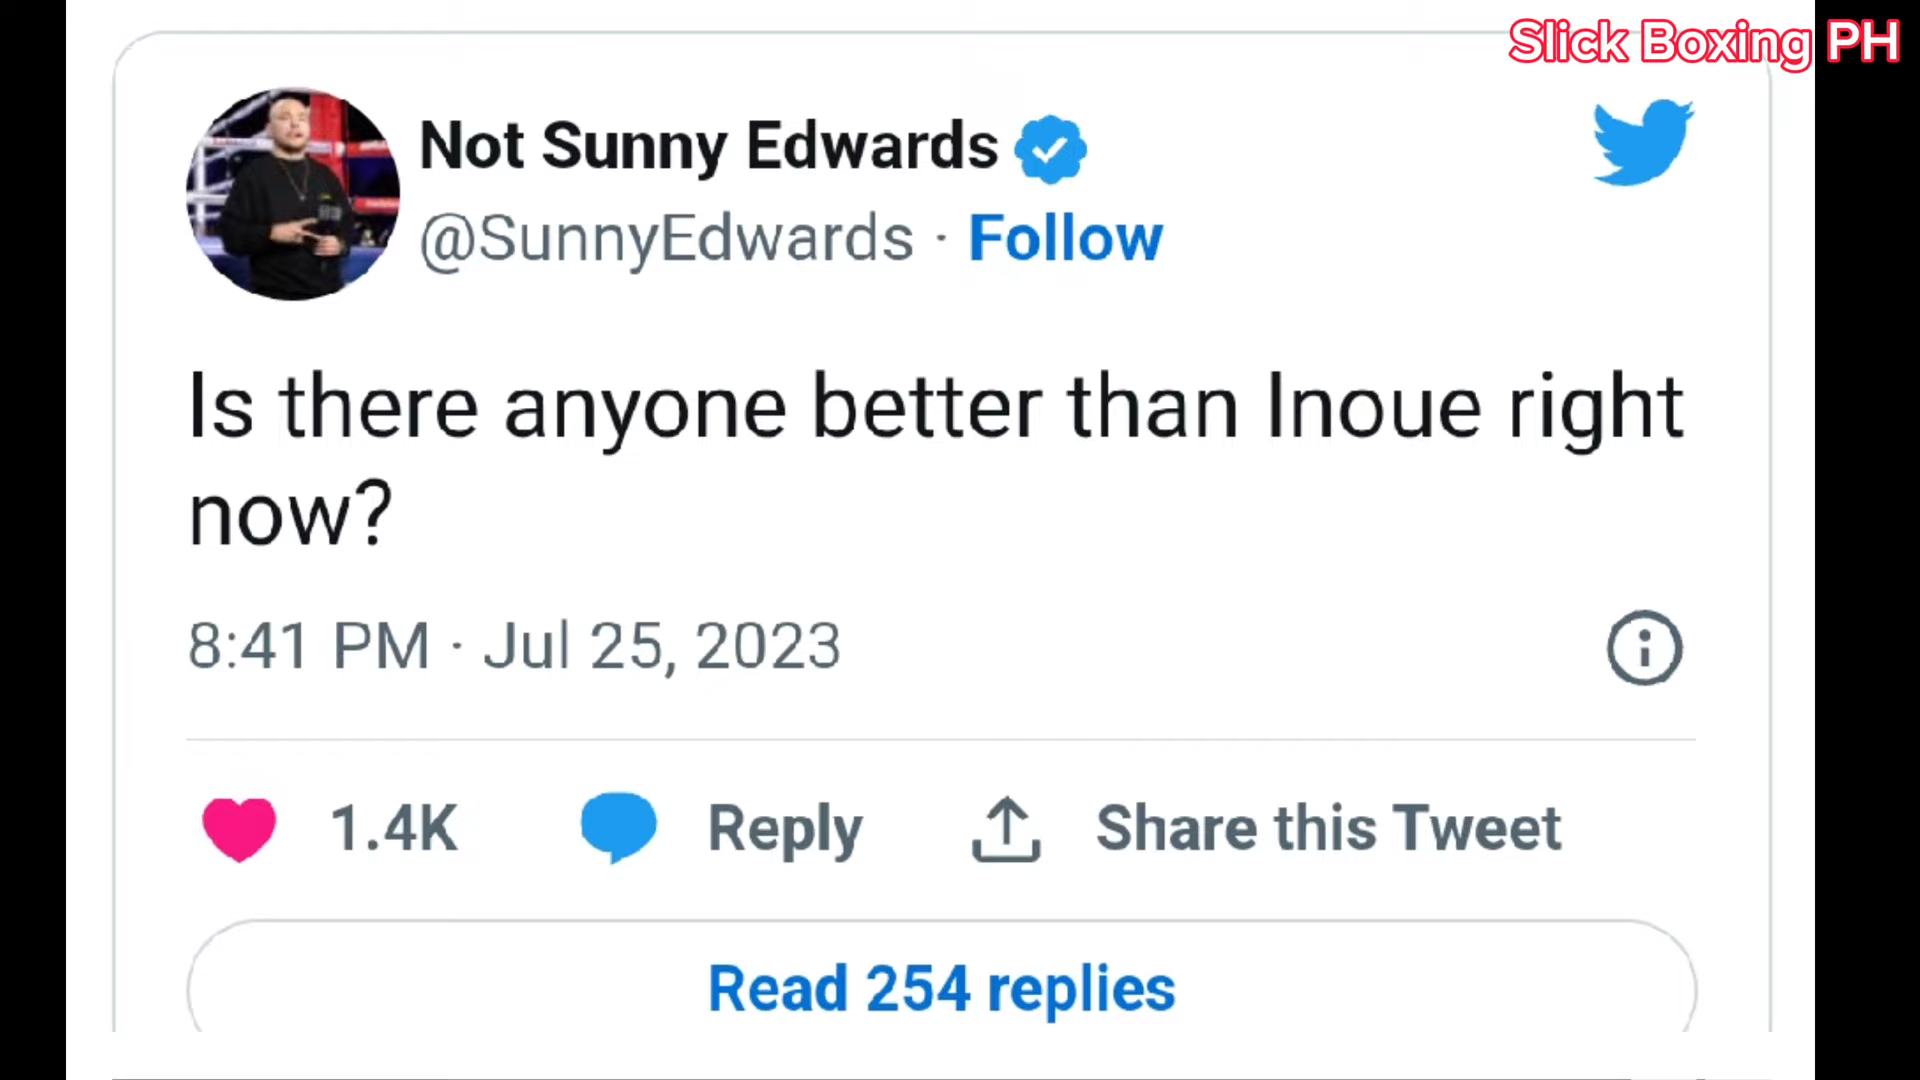 Slick Boxing PH
Not Sunny Edwards
@SunnyEdwards · Follow
Is there anyone better than Inoue right
now?
8:41 PM · Jul 25, 2023
1.4K Reply Share this Tweet
Read 254 replies